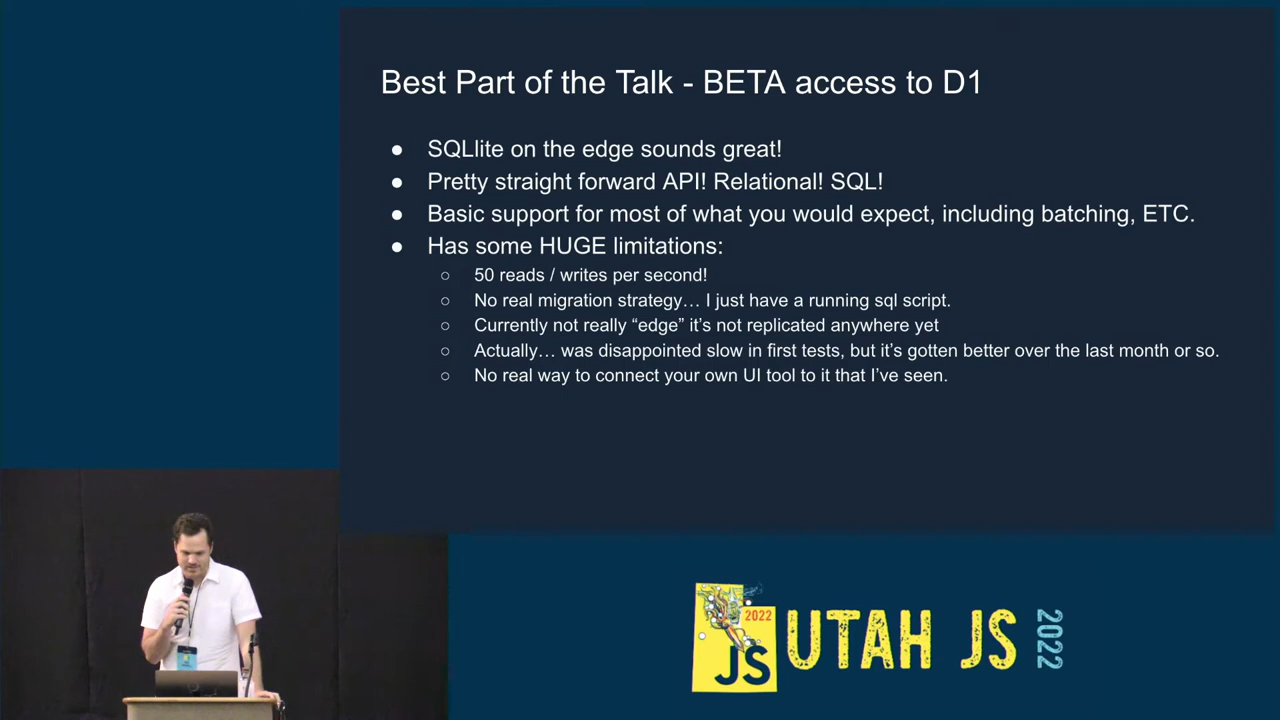 Best Part of the Talk - BETA access to D1
● SQLlite on the edge sounds great!
● Pretty straight forward API! Relational! SQL!
● Basic support for most of what you would expect, including batching, ETC.
● Has some HUGE limitations:
○ 50 reads / writes per second!
○ No real migration strategy… I just have a running sql script.
○ Currently not really “edge” it’s not replicated anywhere yet
○ Actually… was disappointed slow in first tests, but it’s gotten better over the last month or so.
○ No real way to connect your own UI tool to it that I’ve seen.
2022
JS
UTAH JS 2022